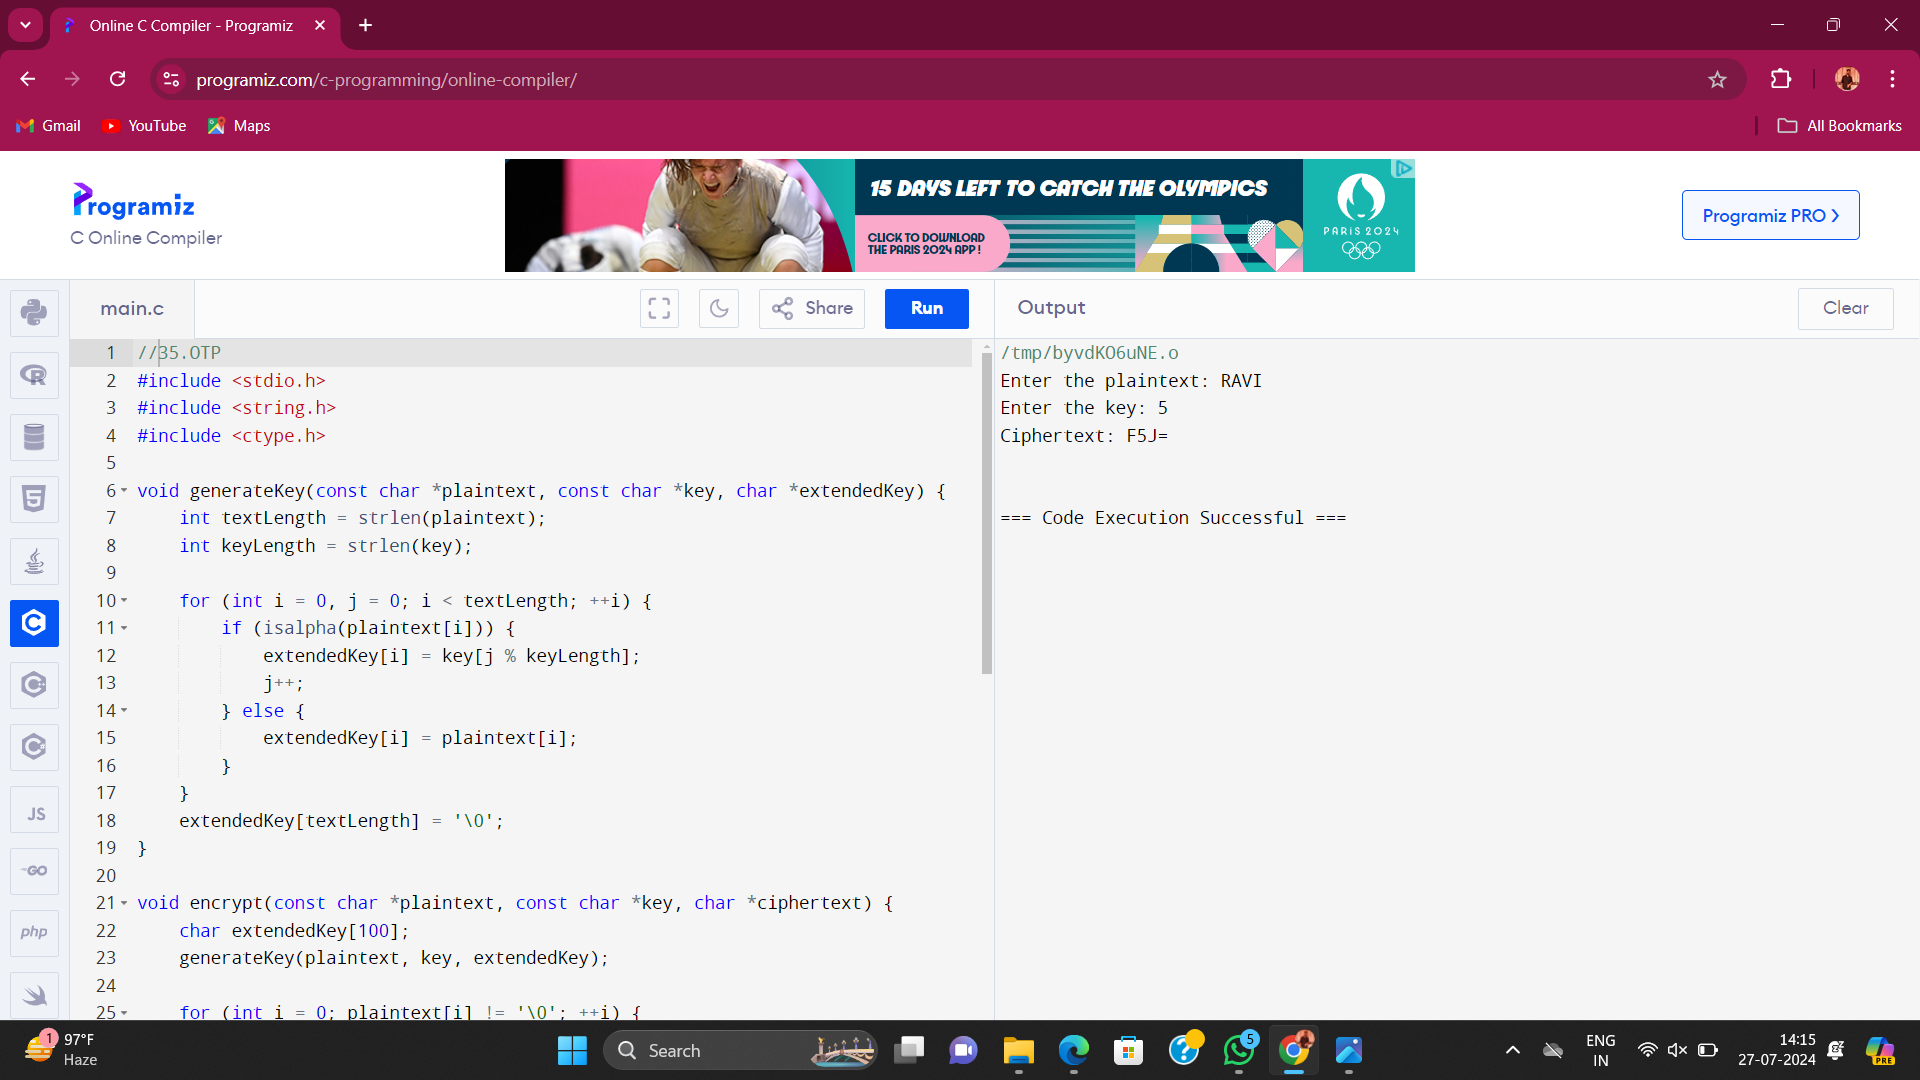 Online C Compiler - Programiz
programiz.com/c-programming/online-compiler/
Gmail YouTube Maps All Bookmarks
Programiz
C Online Compiler
15 DAYS LEFT TO CATCH THE OLYMPICS
CLICK TO DOWNLOAD
THE PARIS 2024 APP !
PARIS 2024
Programiz PRO ›
main.c Share Run Output Clear
1 //35.OTP
2 #include <stdio.h>
3 #include <string.h>
4 #include <ctype.h>
5
6 void generateKey(const char *plaintext, const char *key, char *extendedKey) {
7 int textLength = strlen(plaintext);
8 int keyLength = strlen(key);
9
10 for (int i = 0, j = 0; i < textLength; ++i) {
11 if (isalpha(plaintext[i])) {
12 extendedKey[i] = key[j % keyLength];
13 j++;
14 } else {
15 extendedKey[i] = plaintext[i];
16 }
17 }
18 extendedKey[textLength] = '\0';
19 }
20
21 void encrypt(const char *plaintext, const char *key, char *ciphertext) {
22 char extendedKey[100];
23 generateKey(plaintext, key, extendedKey);
24
25 for (int i = 0; plaintext[i] != '\0'; ++i) {
/tmp/byvdKO6uNE.o
Enter the plaintext: RAVI
Enter the key: 5
Ciphertext: F5J=
=== Code Execution Successful ===
JS
GO
php
1
97°F
Haze
Search
5
ENG
IN
14:15
27-07-2024
PRE